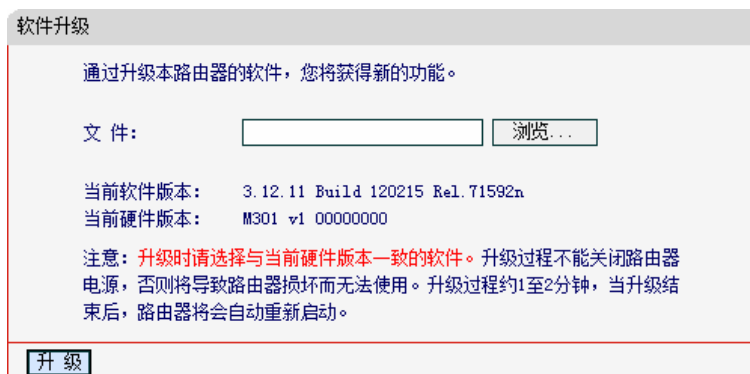 软件升级
通过升级本路由器的软件，您将获得新的功能。
文 件： 浏览...
当前软件版本： 3.12.11 Build 120215 Rel.71592n
当前硬件版本： M301 v1 00000000
注意：升级时请选择与当前硬件版本一致的软件。升级过程不能关闭路由器
电源，否则将导致路由器损坏而无法使用。升级过程约1至2分钟，当升级结
束后，路由器将会自动重新启动。
升 级